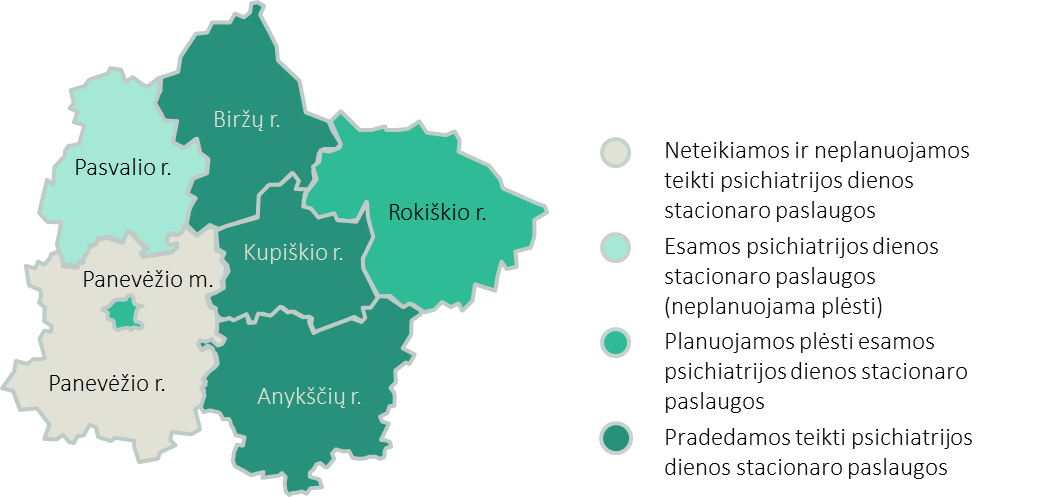 Biržų r.
Pasvalio r.
Rokiškio r.
Kupiškio r.
Panevėžio m.
Panevėžio r.
Anykščių r.
Neteikiamos ir neplanuojamos
teikti psichiatrijos dienos
stacionaro paslaugos
Esamos psichiatrijos dienos
stacionaro paslaugos
(neplanuojama plėsti)
Planuojamos plėsti esamos
psichiatrijos dienos stacionaro
paslaugos
Pradedamos teikti psichiatrijos
dienos stacionaro paslaugos